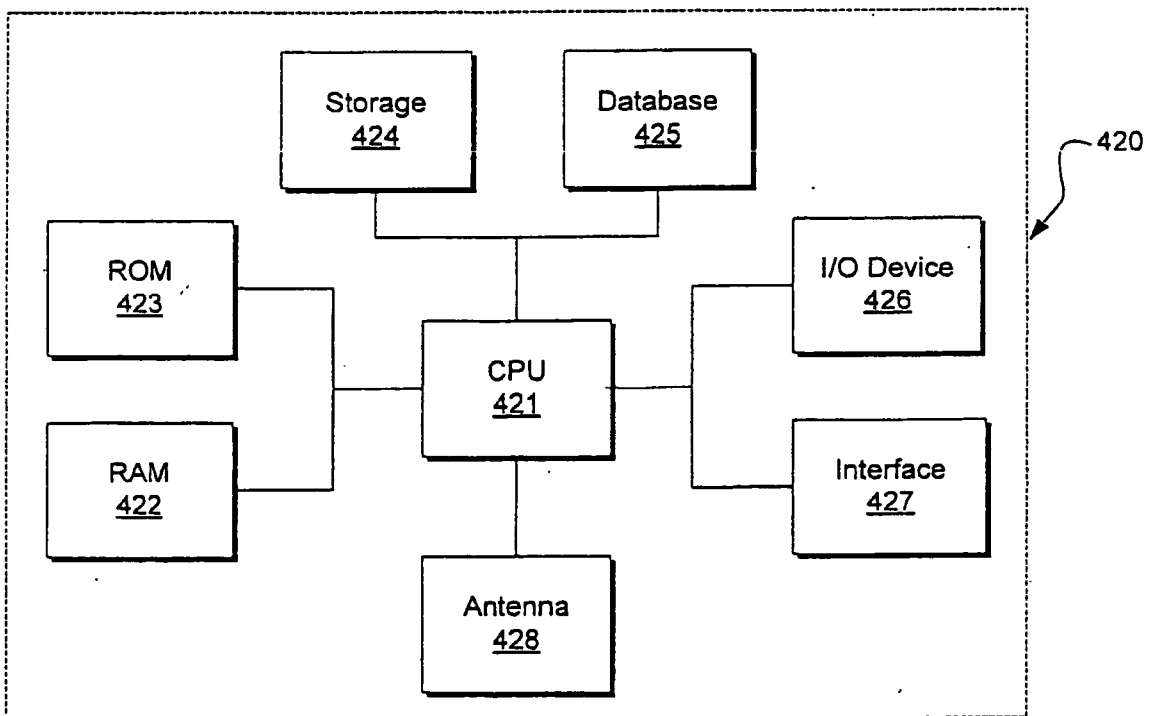 Storage
424
Database
425
420
ROM
423
I/O Device
426
CPU
421
RAM
422
Interface
427
Antenna
428